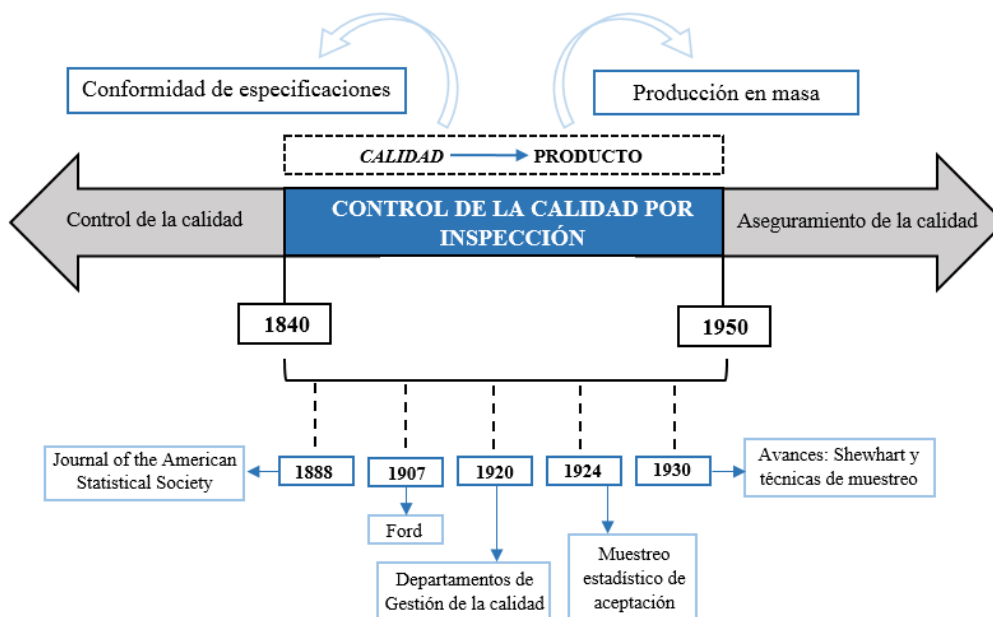 Conformidad de especificaciones
Producción en masa
CALIDAD PRODUCTO
Control de la calidad
CONTROL DE LA CALIDAD POR
INSPECCIÓN
Aseguramiento de la calidad
1840
1950
Journal of the American
Statistical Society
1888
1907
1920
1924
1930
Avances: Shewhart y
técnicas de muestreo
Ford
Departamentos de
Gestión de la calidad
Muestreo
estadístico de
aceptación